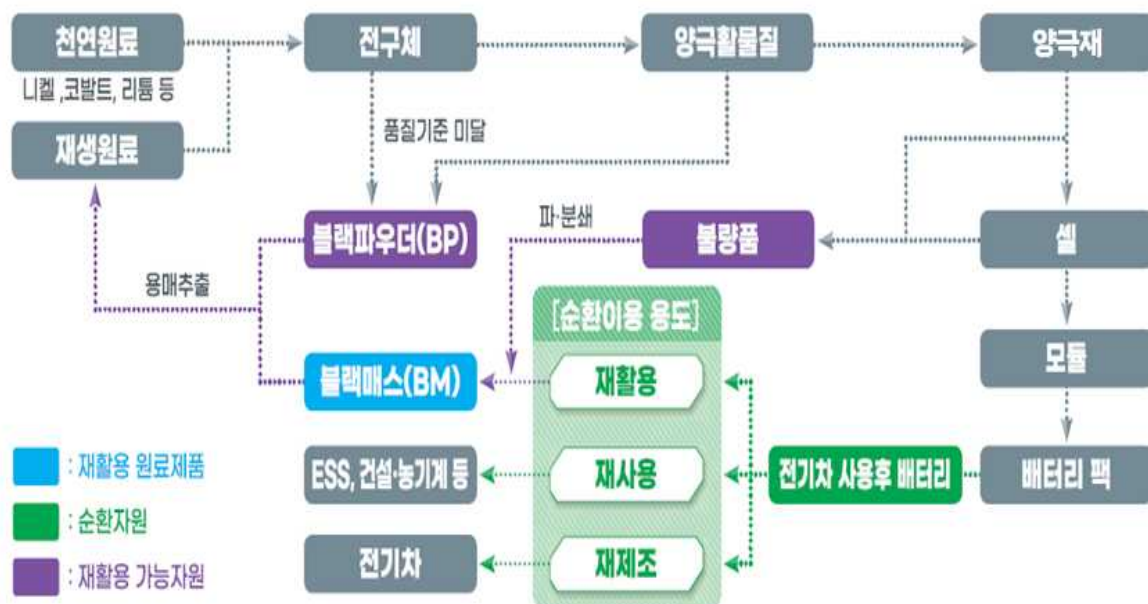 천연원료
전구체
양극활물질
양극재
니켈 ,코발트, 리튬 등
재생원료
품질기준 미달
블랙파우더(BP)
파·분쇄
불량품
셀
용매추출
[순환이용 용도]
블랙매스(BM)
재활용
모듈
: 재활용 원료제품
ESS, 건설·농기계 등
재사용
전기차 사용후 배터리
배터리 팩
: 순환자원
전기차
재제조
: 재활용 가능자원